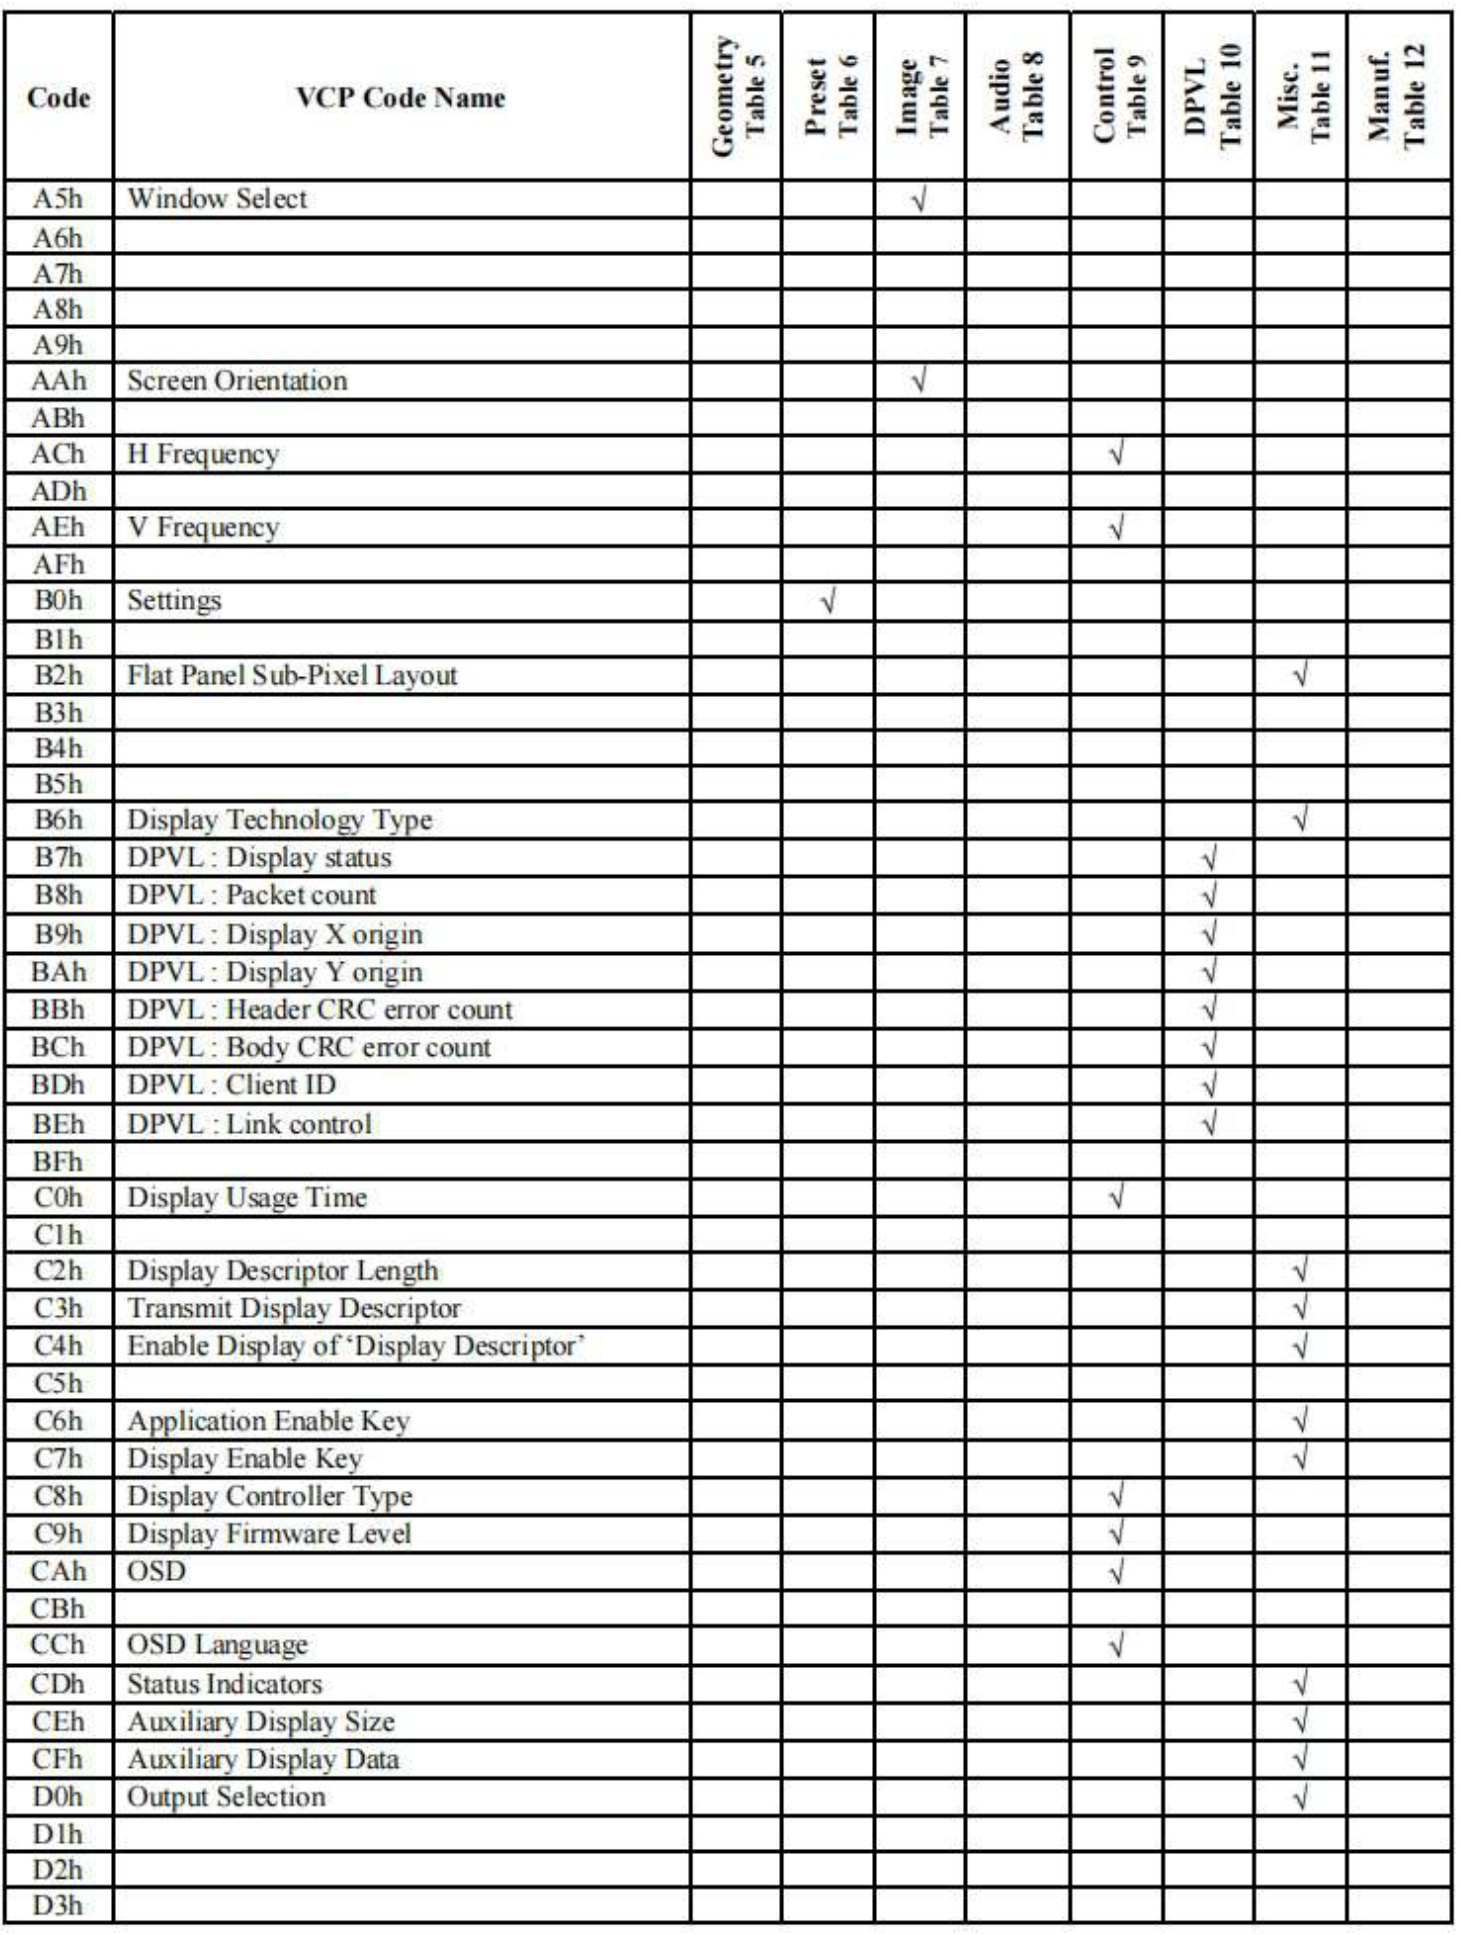 Code VCP Code Name Geometry Table 5 Preset Table 6 Image Table 7 Audio Table 8 Control Table 9 DPVL Table 10 Misc. Table 11 Manuf. Table 12
A5h Window Select √
A6h
A7h
A8h
A9h
AAh Screen Orientation √
ABh
ACh H Frequency √
ADh
AEh V Frequency √
AFh
B0h Settings √
B1h
B2h Flat Panel Sub-Pixel Layout √
B3h
B4h
B5h
B6h Display Technology Type √
B7h DPVL : Display status √
B8h DPVL : Packet count √
B9h DPVL : Display X origin √
BAh DPVL : Display Y origin √
BBh DPVL : Header CRC error count √
BCh DPVL : Body CRC error count √
BDh DPVL : Client ID √
BEh DPVL : Link control √
BFh
C0h Display Usage Time √
C1h
C2h Display Descriptor Length √
C3h Transmit Display Descriptor √
C4h Enable Display of ‘Display Descriptor’ √
C5h
C6h Application Enable Key √
C7h Display Enable Key √
C8h Display Controller Type √
C9h Display Firmware Level √
CAh OSD √
CBh
CCh OSD Language √
CDh Status Indicators √
CEh Auxiliary Display Size √
CFh Auxiliary Display Data √
D0h Output Selection √
D1h
D2h
D3h